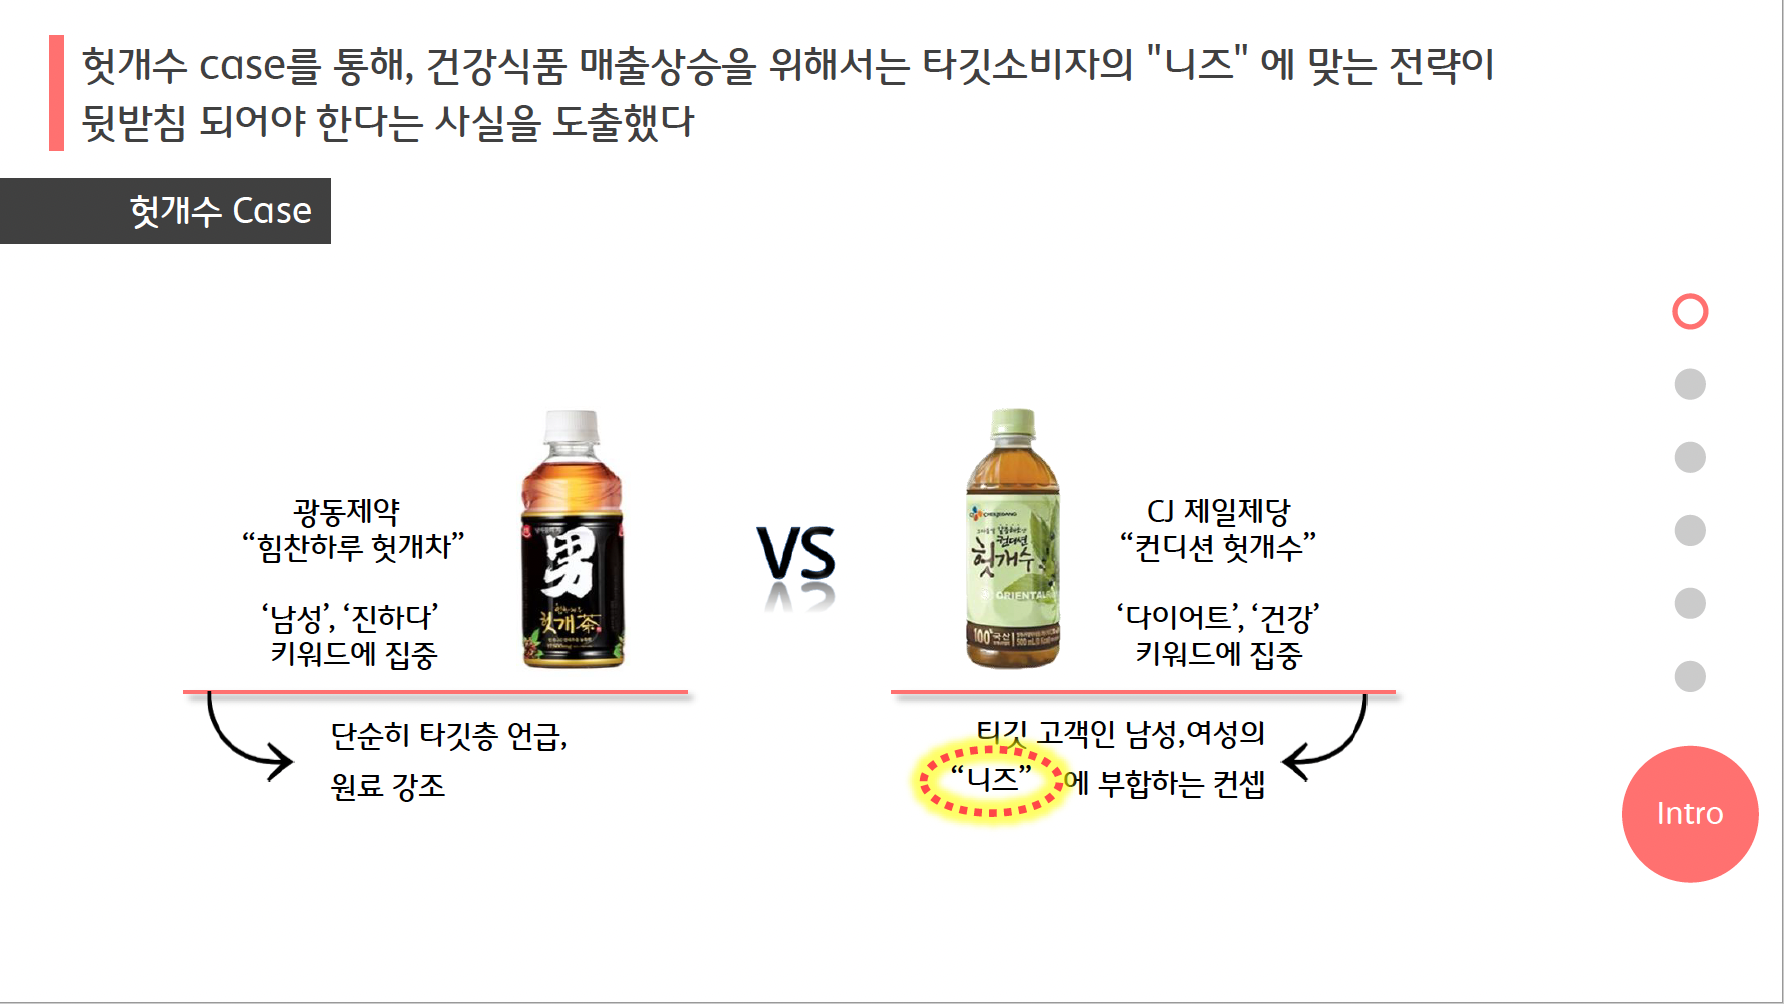 헛개수 case를 통해, 건강식품 매출상승을 위해서는 타깃소비자의 "니즈" 에 맞는 전략이
뒷받침 되어야 한다는 사실을 도출했다
헛개수 Case
광동제약
“힘찬하루 헛개차”
‘남성’, ‘진하다’
키워드에 집중
男
헛개茶
VS
CJ
컨디션
헛개수
ORIENTAL
100% 국산
CJ 제일제당
“컨디션 헛개수”
‘다이어트’, ‘건강’
키워드에 집중
단순히 타깃층 언급,
원료 강조
타깃 고객인 남성,여성의
“니즈” 에 부합하는 컨셉
Intro